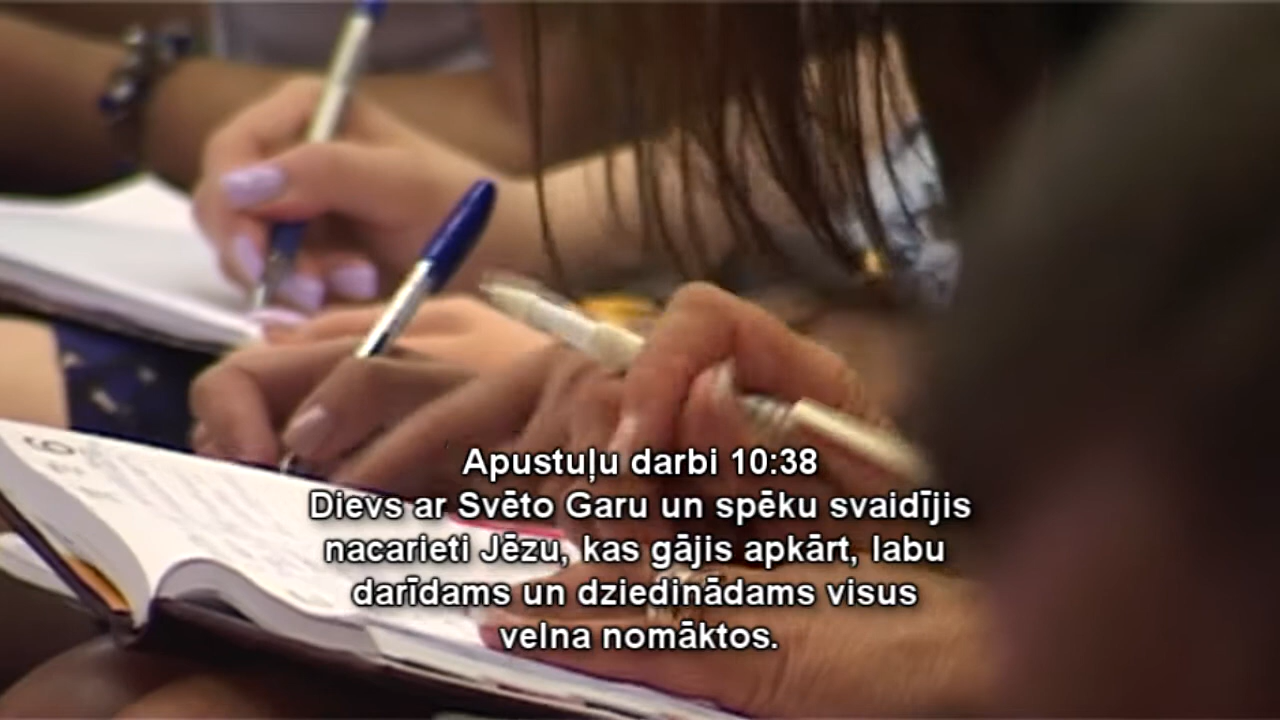 Apustuļu darbi 10:38
Dievs ar Svēto Garu un spēku svaidījis
nacarieti Jēzu, kas gājis apkārt, labu
darīdams un dziedinādams visus
velna nomāktos.